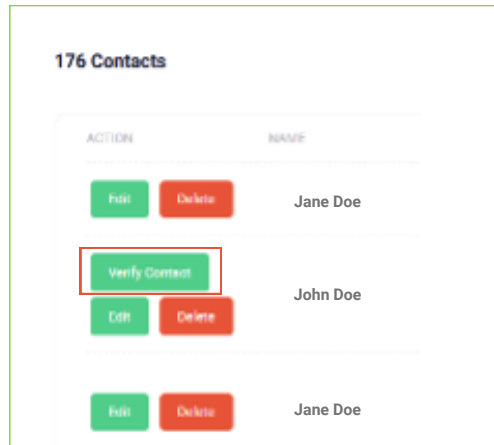 176 Contacts
ACTION NAME
Edit Delete Jane Doe
Verify Contact
John Doe
Edit Delete
Edit Delete Jane Doe